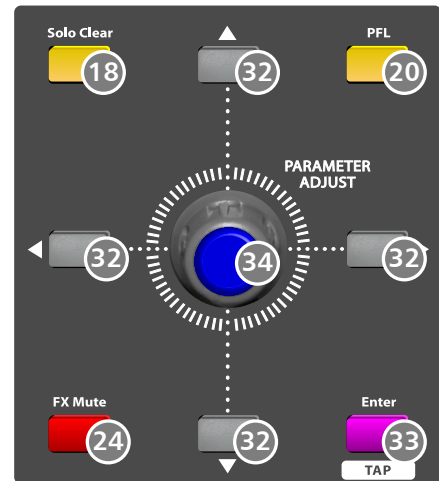 Solo Clear
PFL
18
32
20
PARAMETER
ADJUST
32
34
32
FX Mute
Enter
24
32
33
TAP